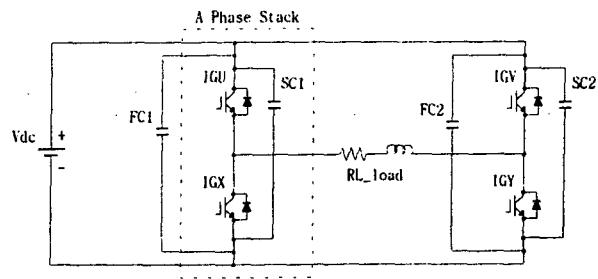 A Phase Stack
IGU
SC1
IGV
SC2
FC1
FC2
Vdc
+
-
RL_load
IGX
IGY